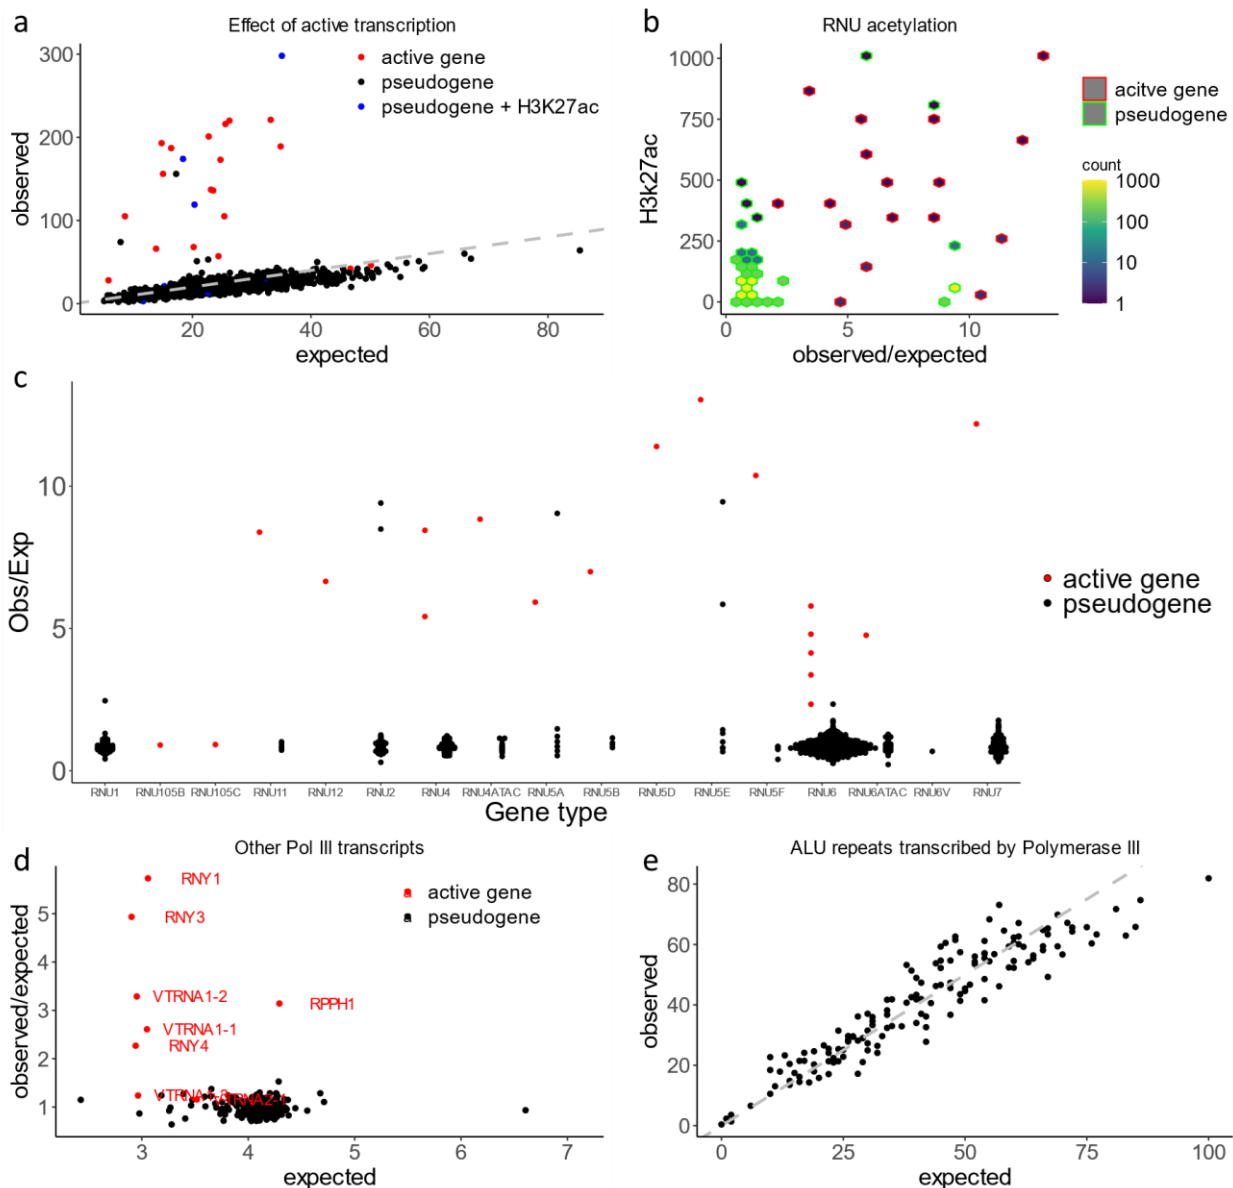 a
Effect of active transcription
300
200
100
0
observed
active gene
pseudogene
pseudogene + H3K27ac
20
40
60
80
expected
b
RNU acetylation
1000
750
500
250
0
H3k27ac
acitve gene
pseudogene
count
1000
100
10
1
0
5
10
observed/expected
c
10
5
0
Obs/Exp
active gene
pseudogene
RNU1
RNU105B
RNU105C
RNU11
RNU12
RNU2
RNU4
RNU4ATAC
RNU5A
RNU5B
RNU5D
RNU5E
RNU5F
RNU6
RNU6ATAC
RNU6V
RNU7
Gene type
d
Other Pol III transcripts
5
4
3
2
1
observed/expected
RNY1
RNY3
VTRNA1-2
RPPH1
VTRNA1-1
RNY4
VTRNA1-3
VTRNA2-1
active gene
pseudogene
3
4
5
6
7
expected
e
ALU repeats transcribed by Polymerase III
80
60
40
20
0
observed
0
25
50
75
100
expected